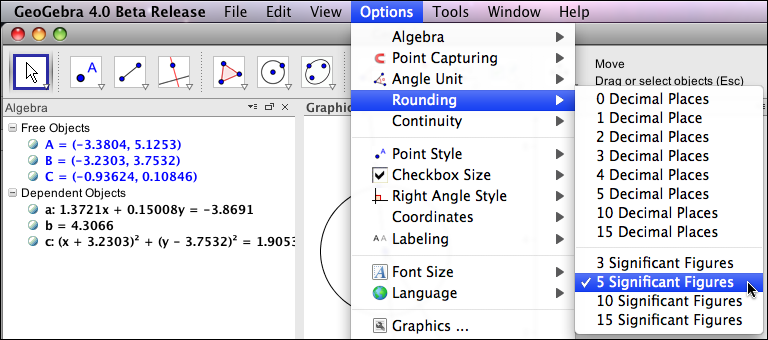 GeoGebra 4.0 Beta Release File Edit View Options Tools Window Help
Move
Drag or select objects (Esc)
Algebra
Free Objects
A = (-3.3804, 5.1253)
B = (-3.2303, 3.7532)
C = (-0.93624, 0.10846)
Dependent Objects
a: 1.3721x + 0.15008y = -3.8691
b = 4.3066
c: (x + 3.2303)² + (y - 3.7532)² = 1.9053
Graphic
Algebra
Point Capturing
Angle Unit
Rounding
Continuity
Point Style
Checkbox Size
Right Angle Style
Coordinates
AA Labeling
Font Size
Language
Graphics ...
0 Decimal Places
1 Decimal Place
2 Decimal Places
3 Decimal Places
4 Decimal Places
5 Decimal Places
10 Decimal Places
15 Decimal Places
3 Significant Figures
✓ 5 Significant Figures
10 Significant Figures
15 Significant Figures